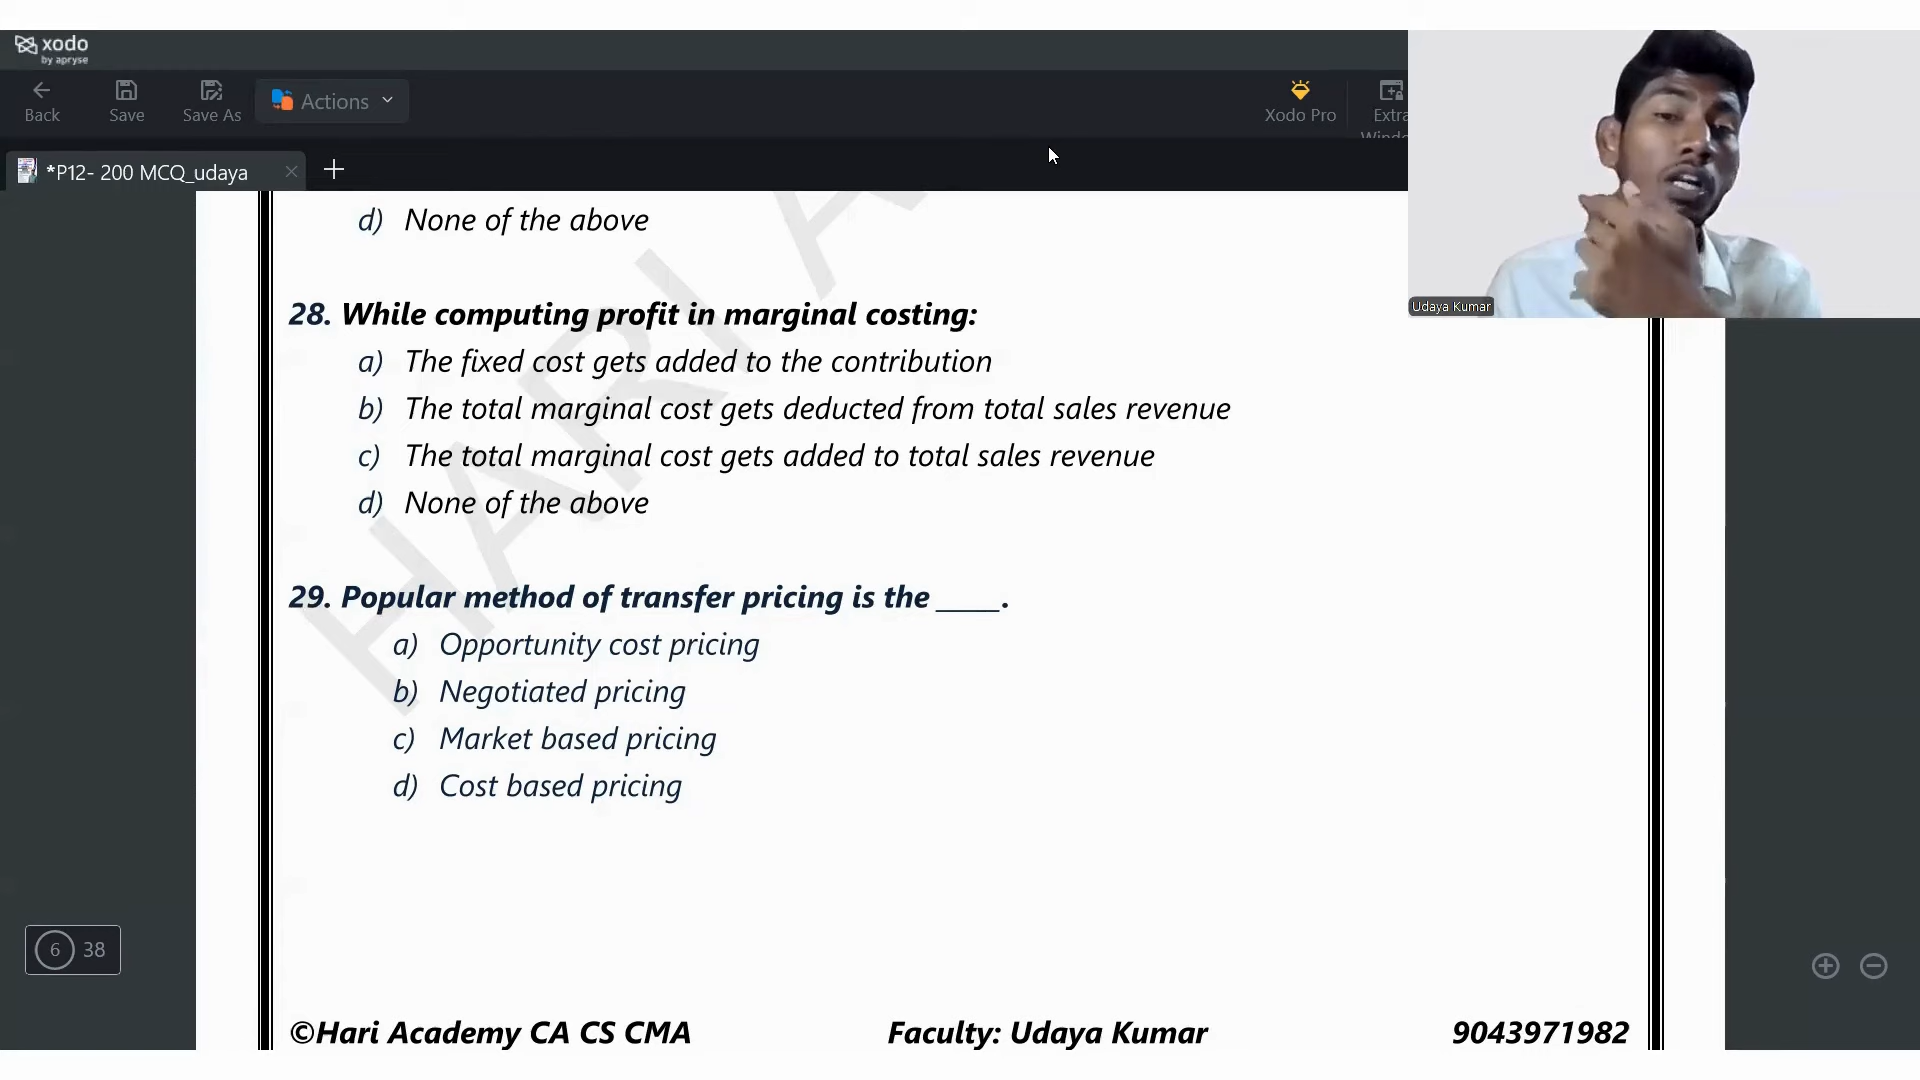 xodo
by apryse
Back
Save
Save As
Actions
Xodo Pro
Extra
Window
*P12- 200 MCQ_udaya
Udaya Kumar
HARI A
d) None of the above
28. While computing profit in marginal costing:
a) The fixed cost gets added to the contribution
b) The total marginal cost gets deducted from total sales revenue
c) The total marginal cost gets added to total sales revenue
d) None of the above
29. Popular method of transfer pricing is the ____.
a) Opportunity cost pricing
b) Negotiated pricing
c) Market based pricing
d) Cost based pricing
6 38
©Hari Academy CA CS CMA Faculty: Udaya Kumar 9043971982